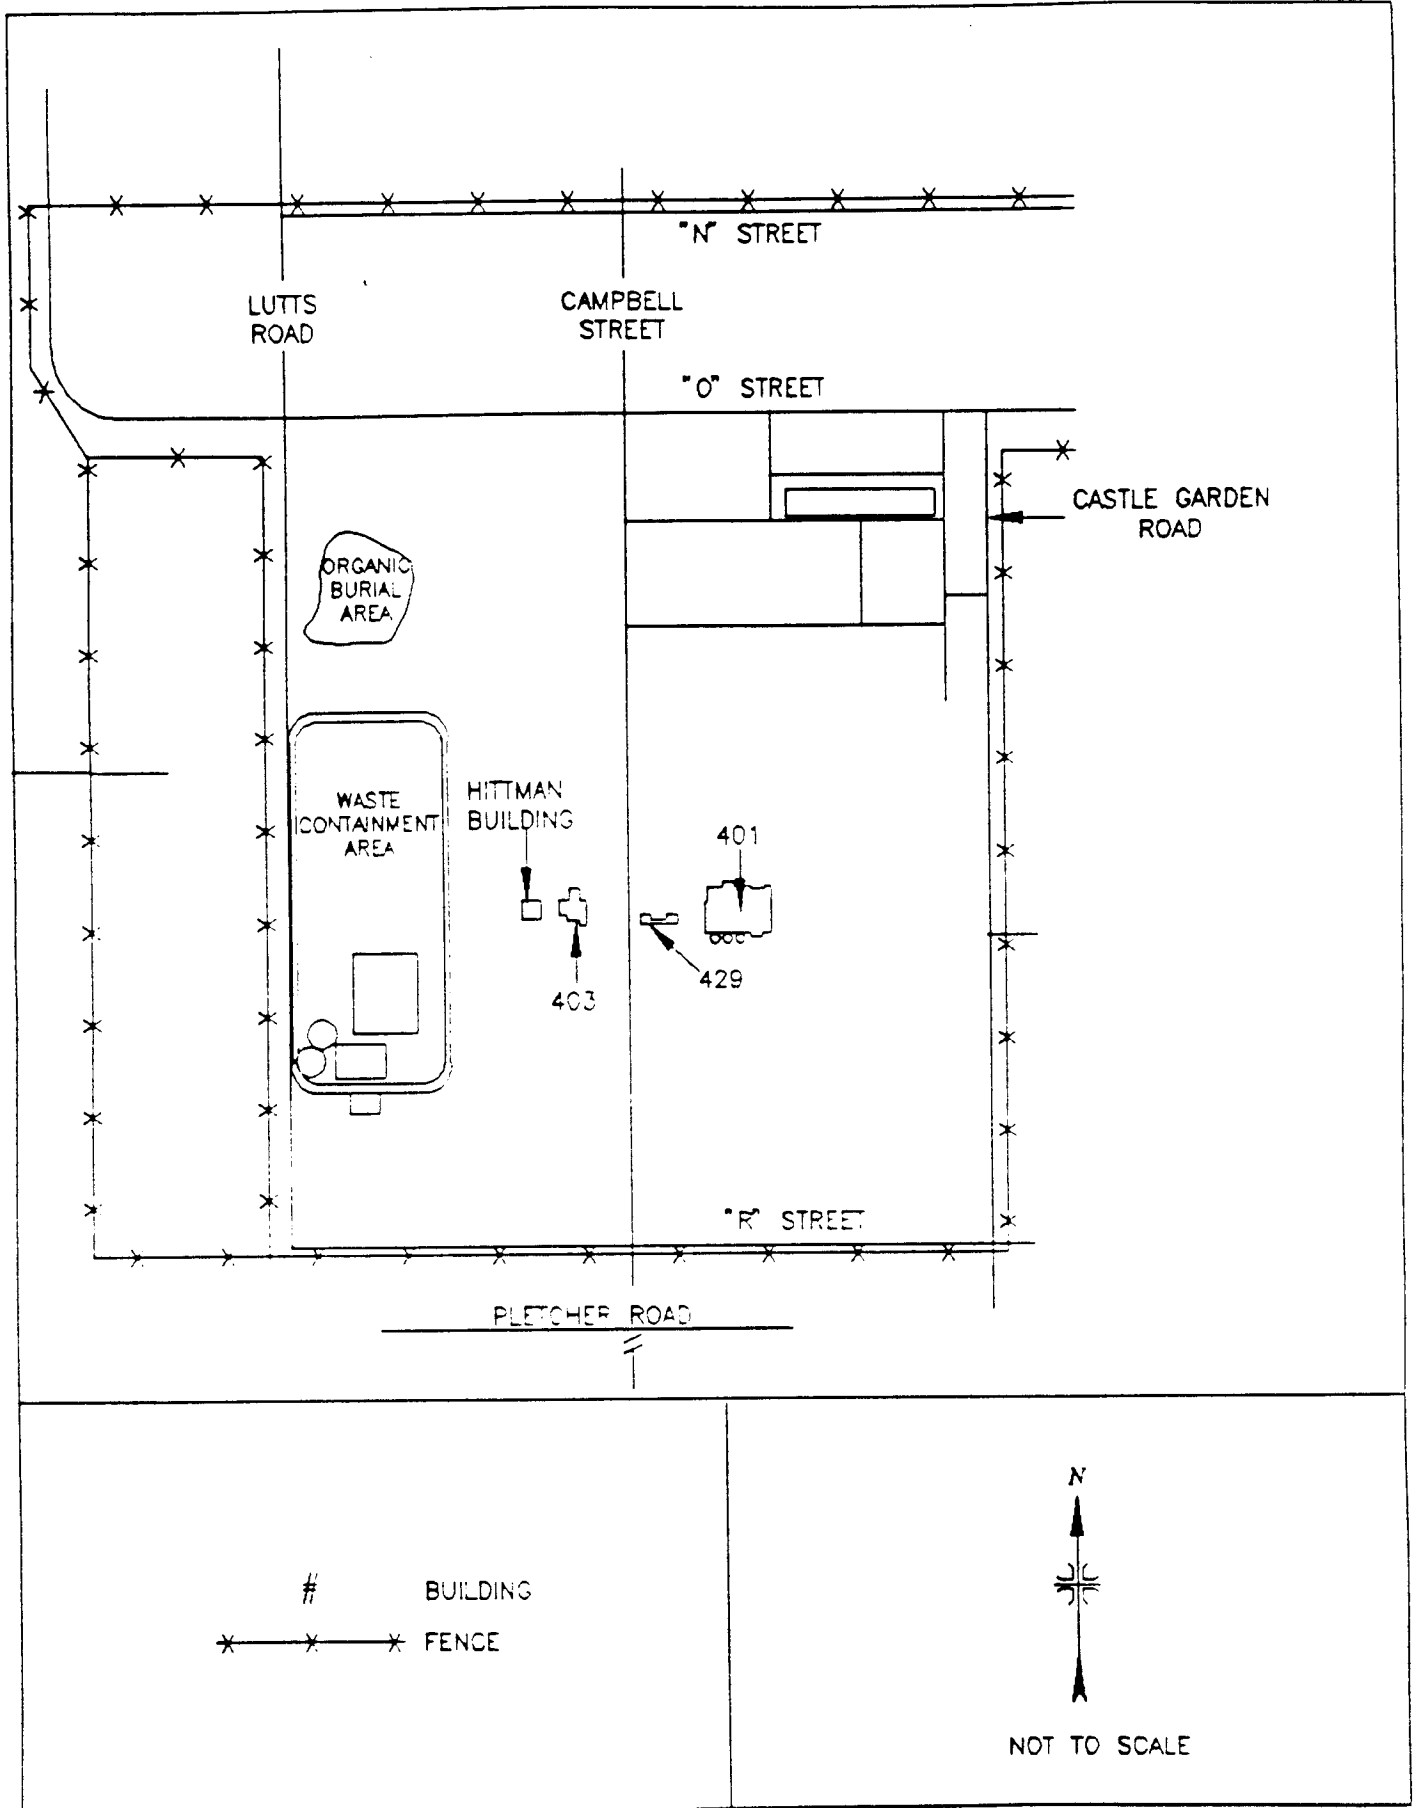 "N" STREET
LUTTS
ROAD
CAMPBELL
STREET
"O" STREET
CASTLE GARDEN
ROAD
ORGANIC
BURIAL
AREA
WASTE
CONTAINMENT
AREA
HITTMAN
BUILDING
401
403
429
"R" STREET
PLETCHER ROAD
# BUILDING
FENCE
N
NOT TO SCALE